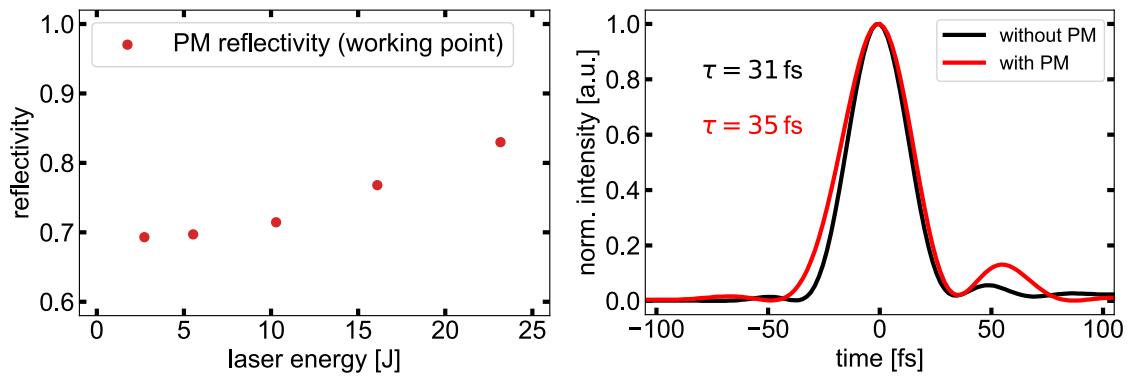 1.0
0.9
0.8
0.7
0.6
reflectivity
PM reflectivity (working point)
0 5 10 15 20 25
laser energy [J]
1.0
0.8
0.6
0.4
0.2
0.0
norm. intensity [a.u.]
τ = 31 fs
τ = 35 fs
without PM
with PM
−100 −50 0 50 100
time [fs]